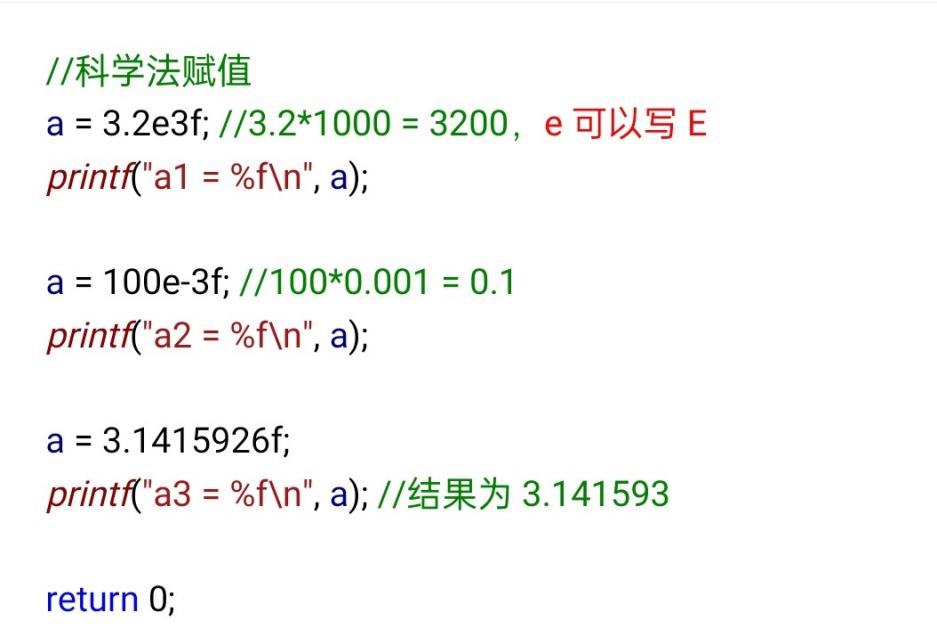 //科学法赋值
a = 3.2e3f; //3.2*1000 = 3200，e 可以写 E
printf("a1 = %f\n", a);
a = 100e-3f; //100*0.001 = 0.1
printf("a2 = %f\n", a);
a = 3.1415926f;
printf("a3 = %f\n", a); //结果为 3.141593
return 0;